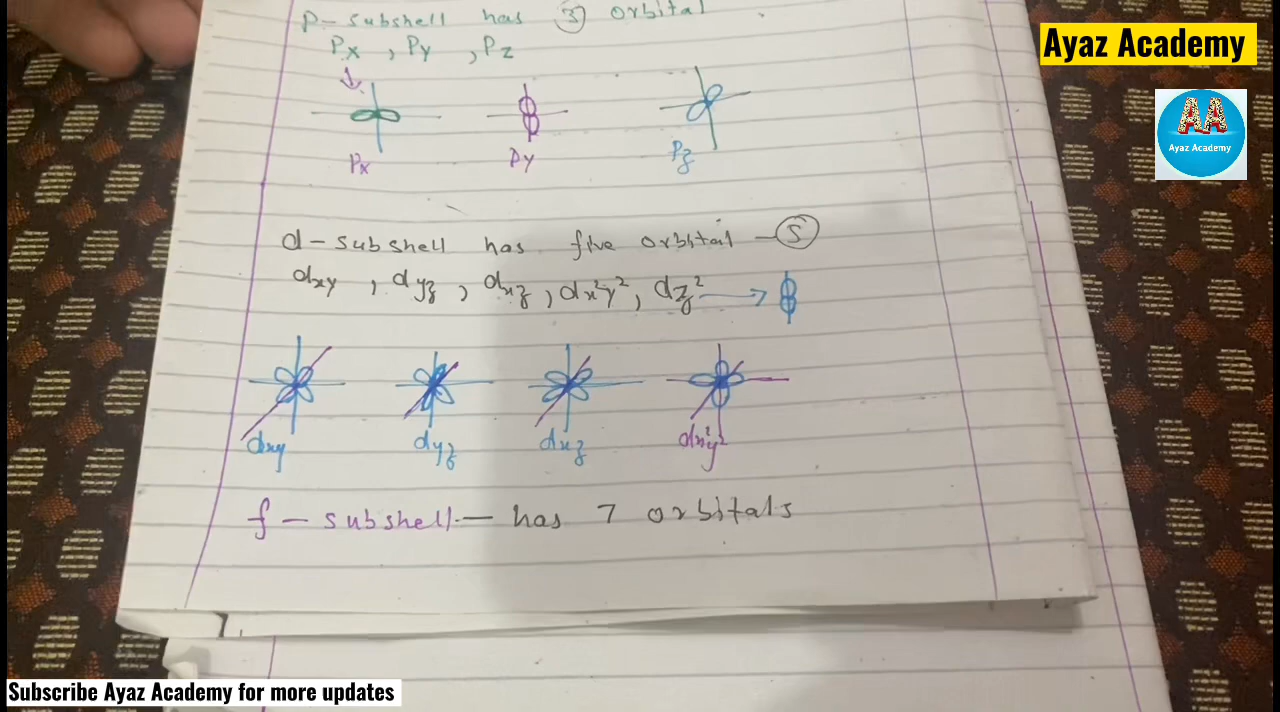 p-subshell has 3 orbital
Px , Py , Pz
Px Py Pz
d-subshell has five orbital - 5
dxy , dyz , dxz , dx²y² , dz² →
dxy dyz dxz dx²y²
f - subshell - has 7 orbitals
Ayaz Academy
AA
Ayaz Academy
Subscribe Ayaz Academy for more updates